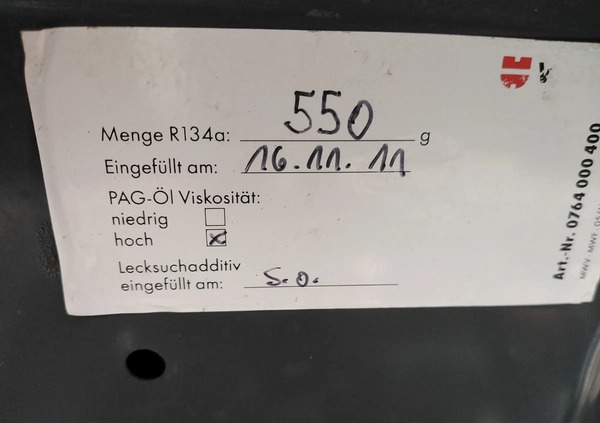 Menge R134a: 550 g
Eingefüllt am: 16.11.11
PAG-Öl Viskosität:
niedrig
hoch
Lecksuchadditiv
eingefüllt am: s.o.
Art.-Nr. 0764 000 400